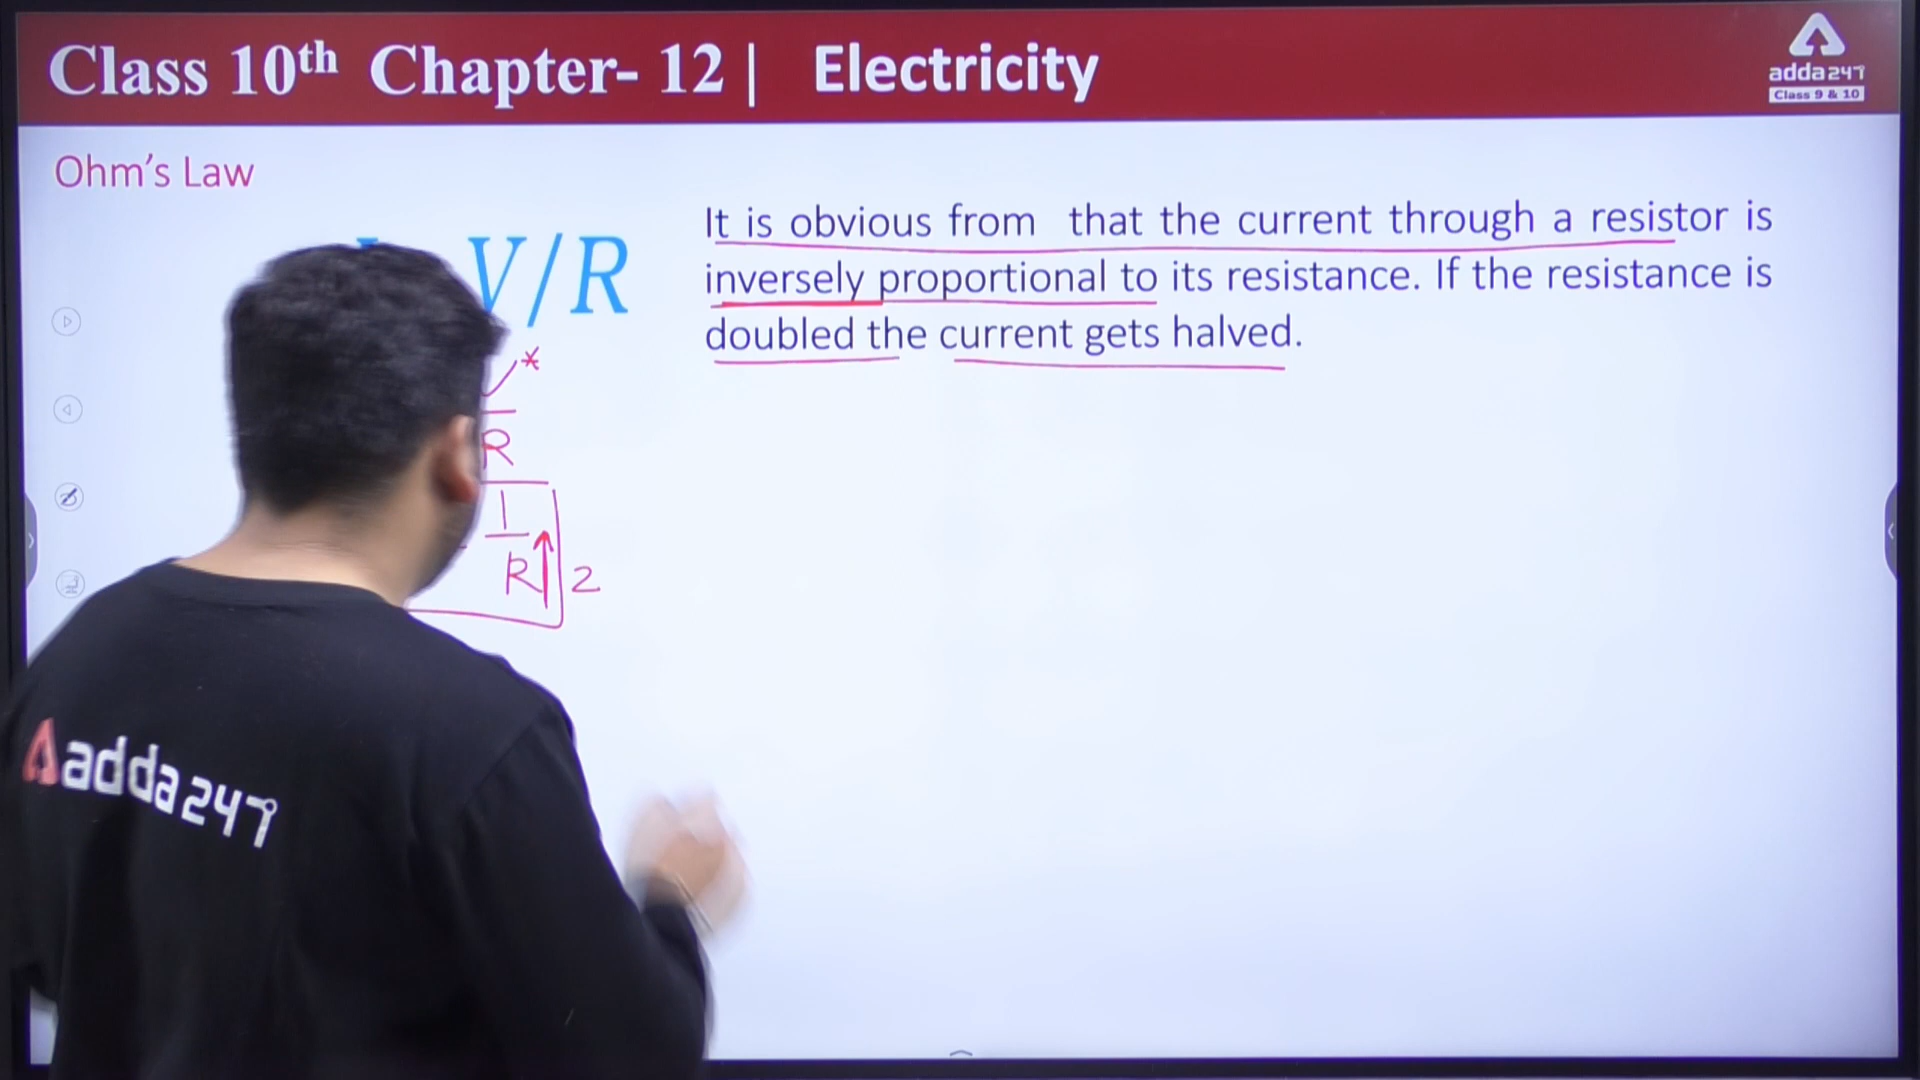 Class 10th Chapter- 12 | Electricity
adda247
Class 9 & 10
Ohm's Law
V/R
It is obvious from that the current through a resistor is
inversely proportional to its resistance. If the resistance is
doubled the current gets halved.
*
R
1
R 2
adda247